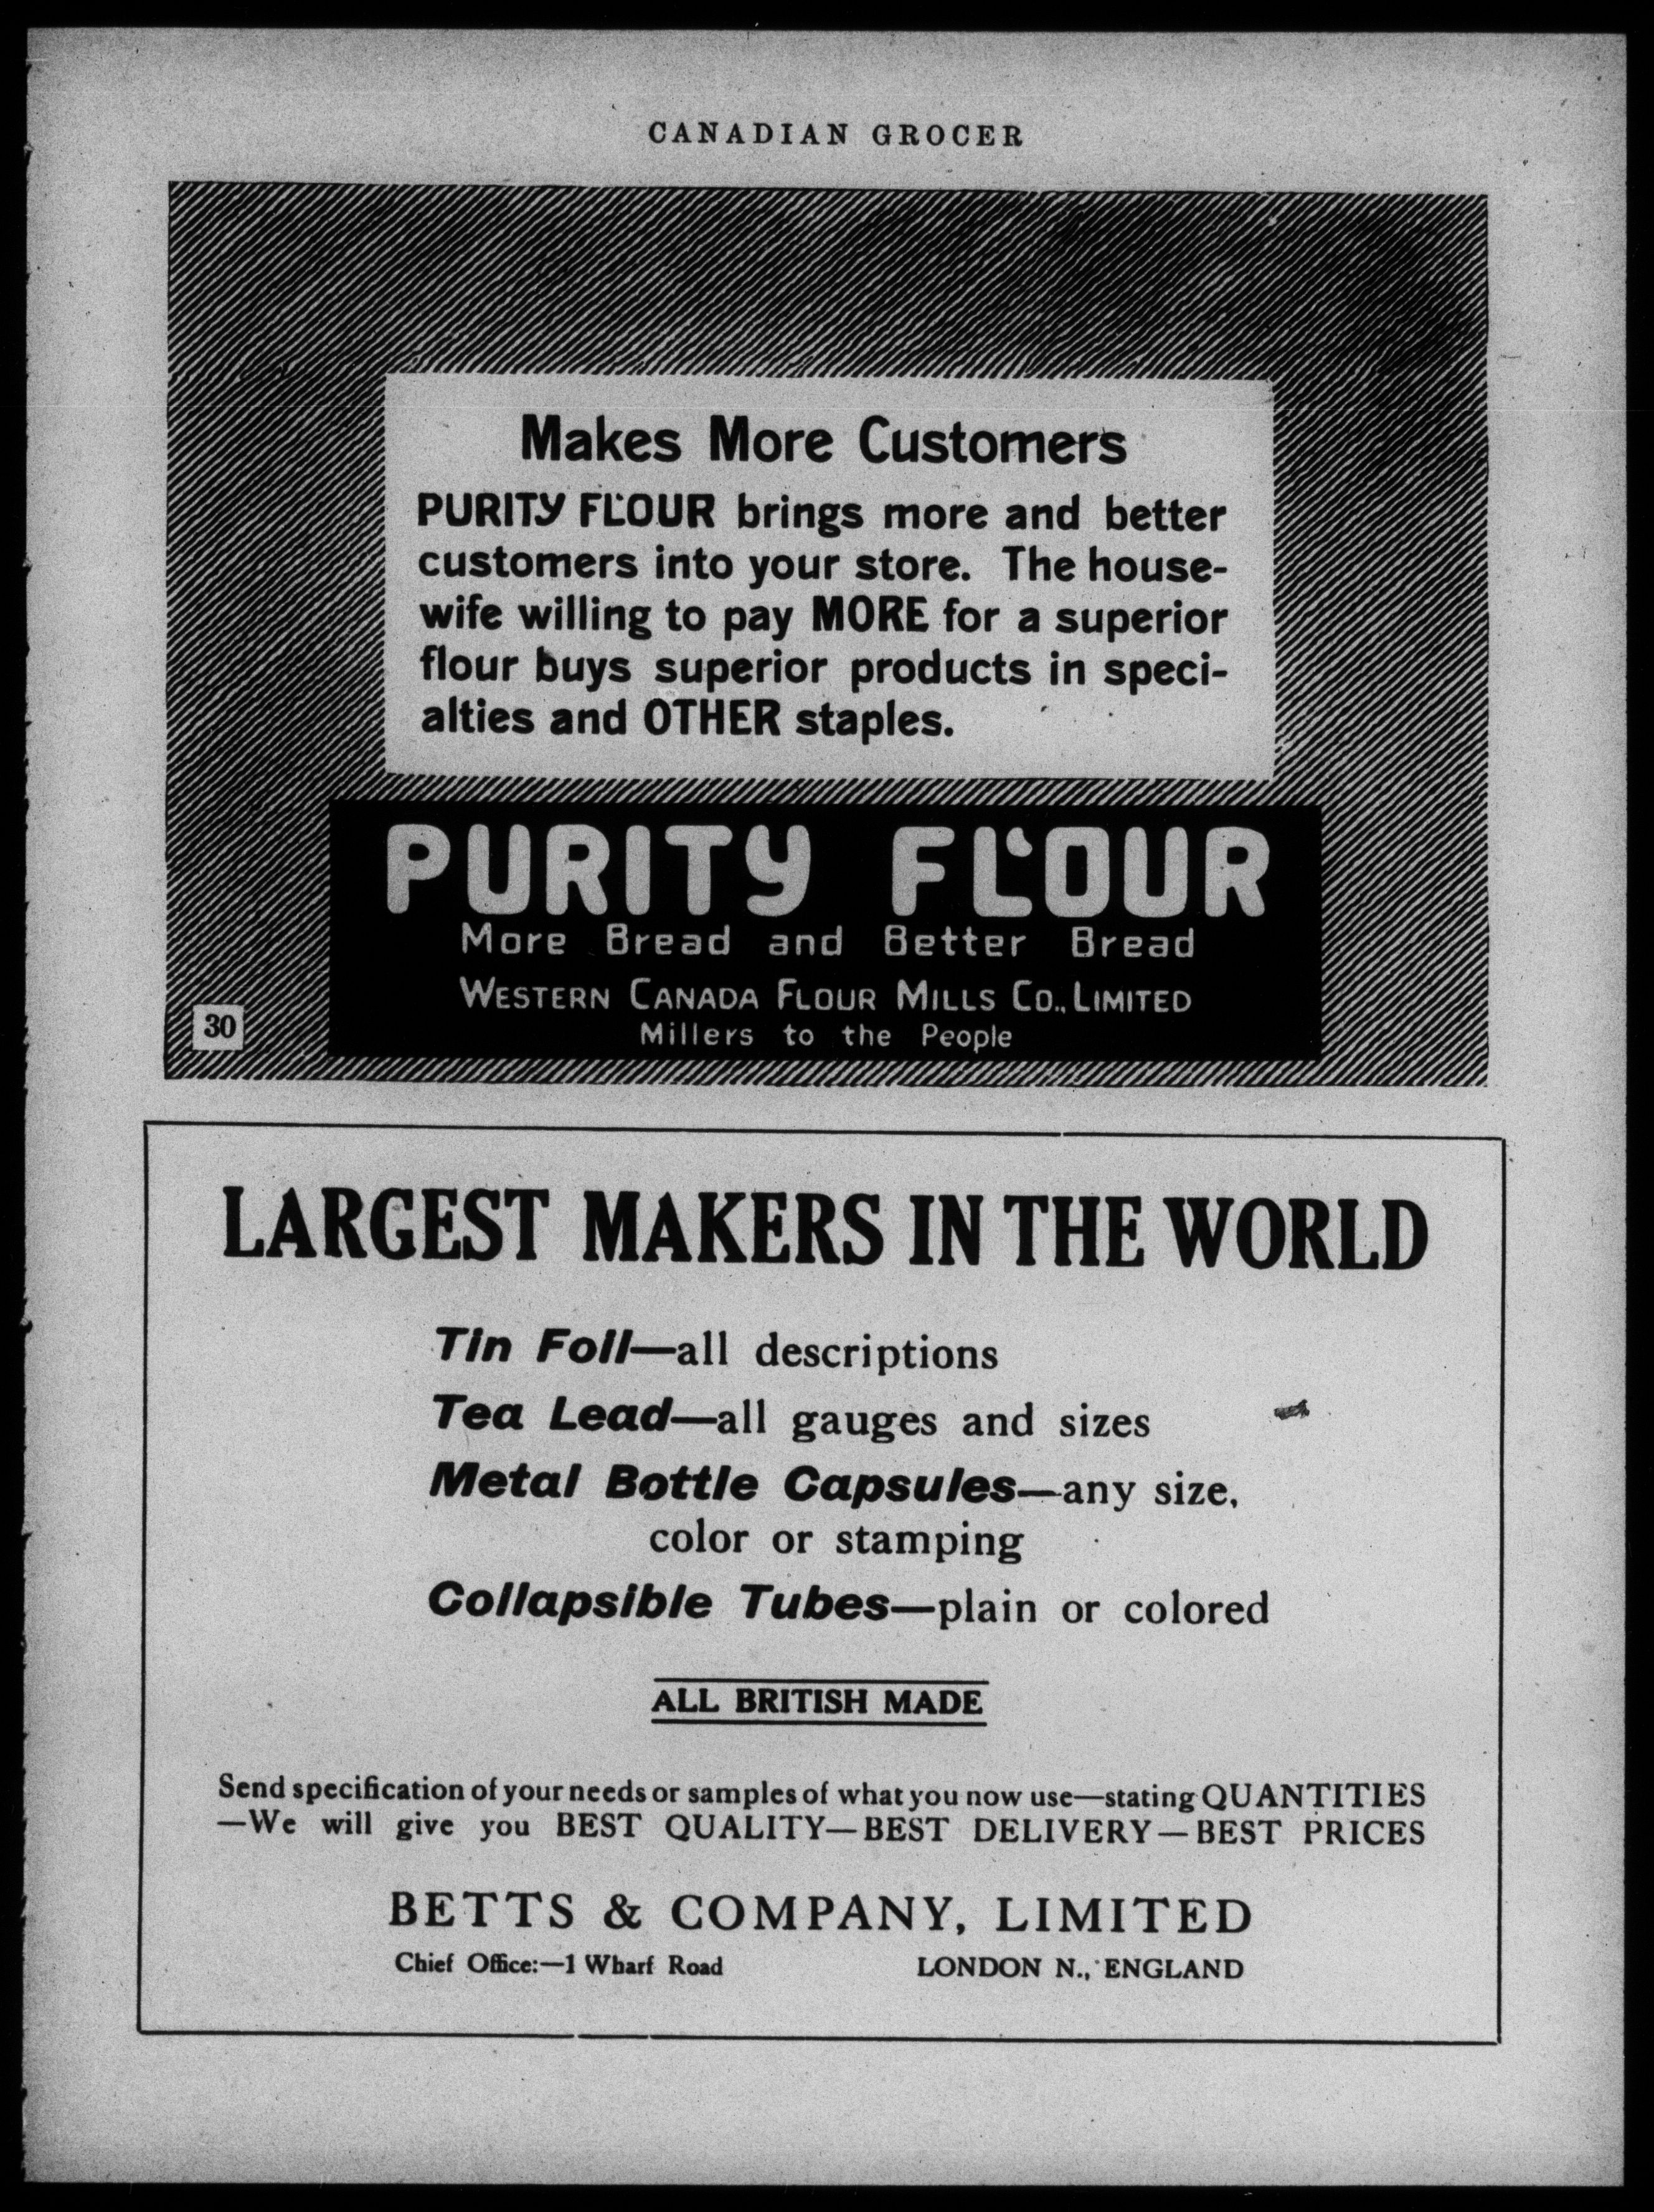 CANADIAN GROCER
Makes More Customers
PURITY FLOUR brings more and better
customers into your store. The house-
wife willing to pay MORE for a superior
flour buys superior products in speci-
alties and OTHER staples.
PURITY FLOUR
More Bread and Better Bread
WESTERN CANADA FLOUR MILLS CO., LIMITED
Millers to the People
30
LARGEST MAKERS IN THE WORLD
Tin Foil—all descriptions
Tea Lead—all gauges and sizes
Metal Bottle Capsules—any size,
color or stamping
Collapsible Tubes—plain or colored
ALL BRITISH MADE
Send specification of your needs or samples of what you now use—stating QUANTITIES
—We will give you BEST QUALITY—BEST DELIVERY—BEST PRICES
BETTS & COMPANY, LIMITED
Chief Office:—1 Wharf Road LONDON N., ENGLAND